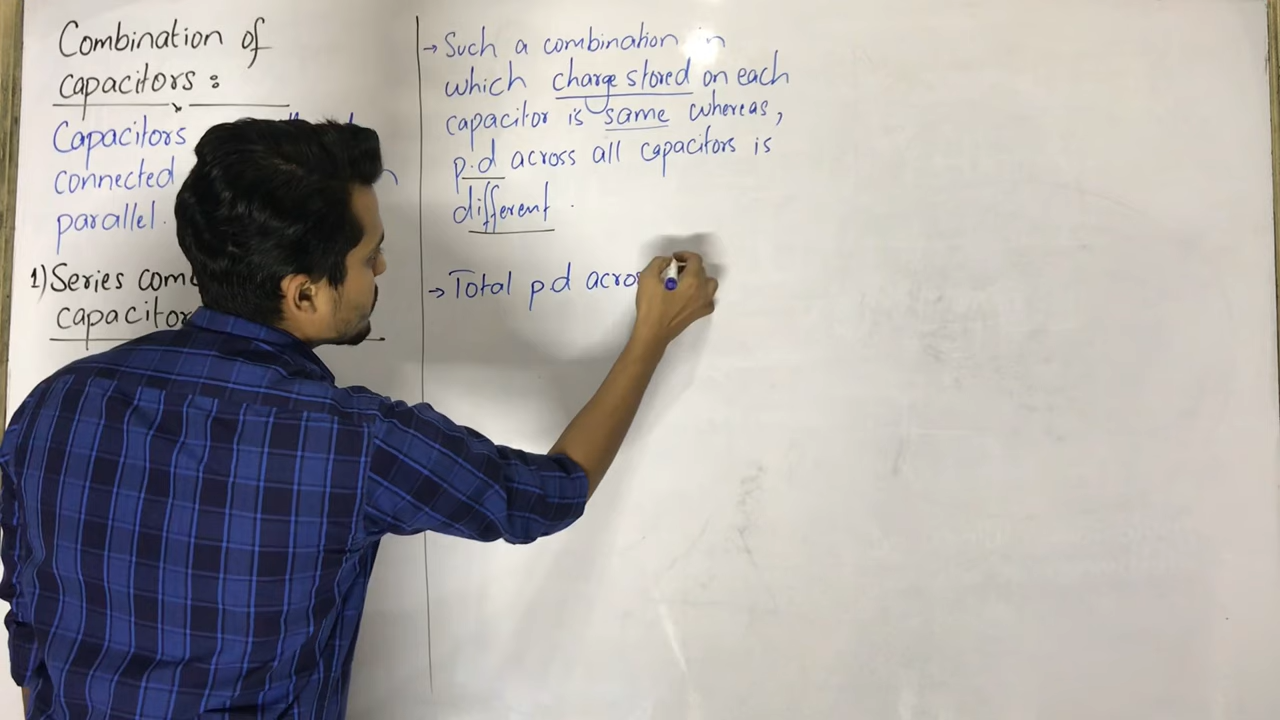 Combination of
capacitors :
Capacitors
connected
parallel.
1) Series com
capacitor
→ Such a combination in
which charge stored on each
capacitor is same whereas,
p.d across all capacitors is
different.
→ Total p.d acros